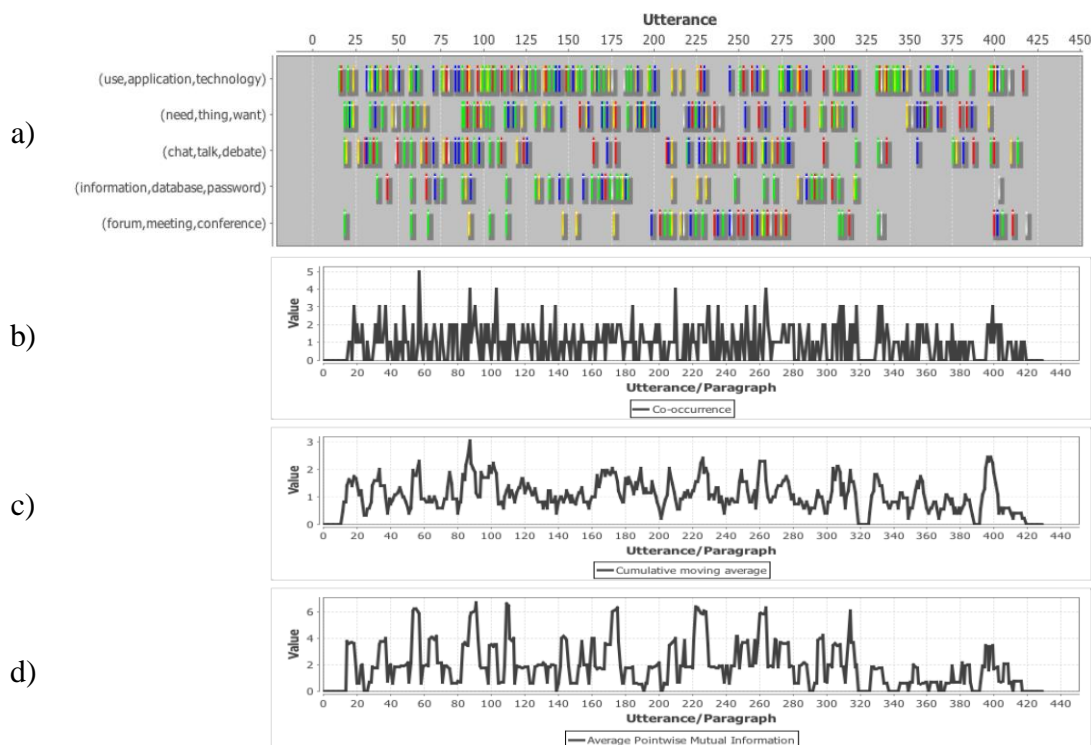 Utterance
0 25 50 75 100 125 150 175 200 225 250 275 300 325 350 375 400 425 450
a)
(use,application,technology)
(need,thing,want)
(chat,talk,debate)
(information,database,password)
(forum,meeting,conference)
b)
Value
5
4
3
2
1
0
0 20 40 60 80 100 120 140 160 180 200 220 240 260 280 300 320 340 360 380 400 420 440
Utterance/Paragraph
Co-occurrence
c)
Value
3
2
1
0
0 20 40 60 80 100 120 140 160 180 200 220 240 260 280 300 320 340 360 380 400 420 440
Utterance/Paragraph
Cumulative moving average
d)
Value
6
4
2
0
0 20 40 60 80 100 120 140 160 180 200 220 240 260 280 300 320 340 360 380 400 420 440
Utterance/Paragraph
Average Pointwise Mutual Information